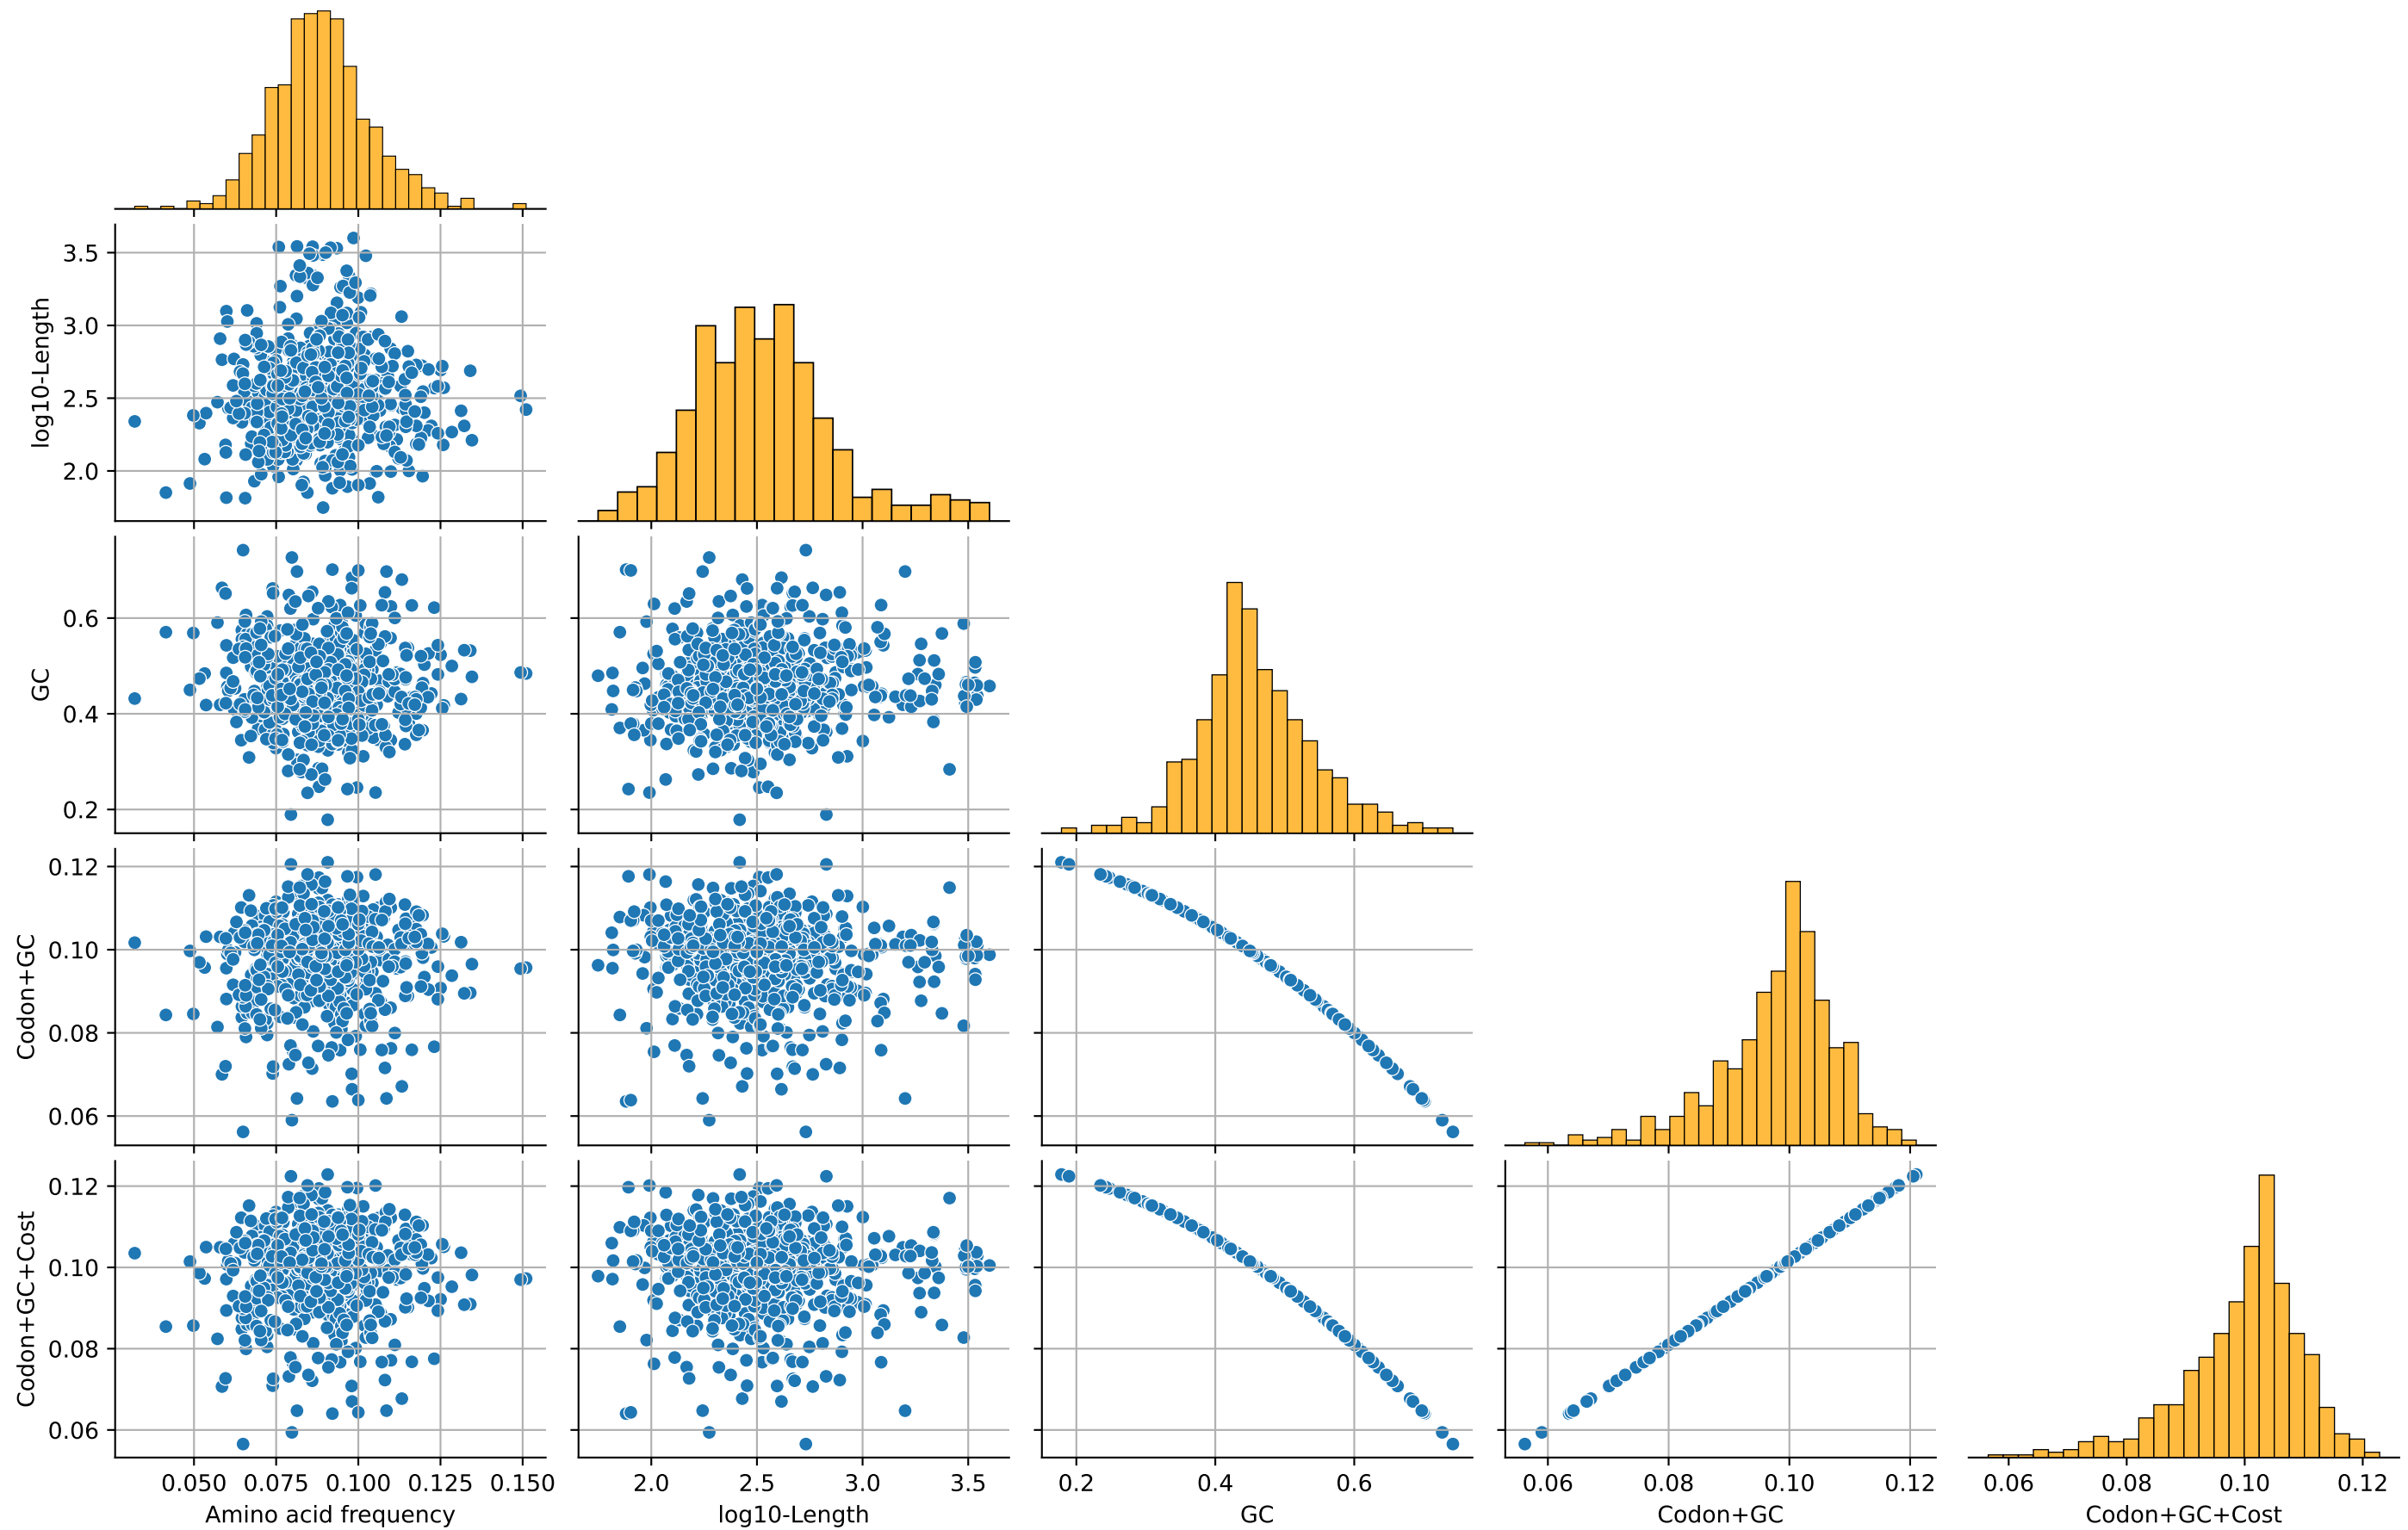 3.5
3.0
2.5
2.0
log10-Length
0.6
0.4
0.2
GC
0.12
0.10
0.08
0.06
Codon+GC
0.12
0.10
0.08
0.06
Codon+GC+Cost
0.050 0.075 0.100 0.125 0.150
2.0 2.5 3.0 3.5
0.2 0.4 0.6
0.06 0.08 0.10 0.12
0.06 0.08 0.10 0.12
Amino acid frequency
log10-Length
GC
Codon+GC
Codon+GC+Cost